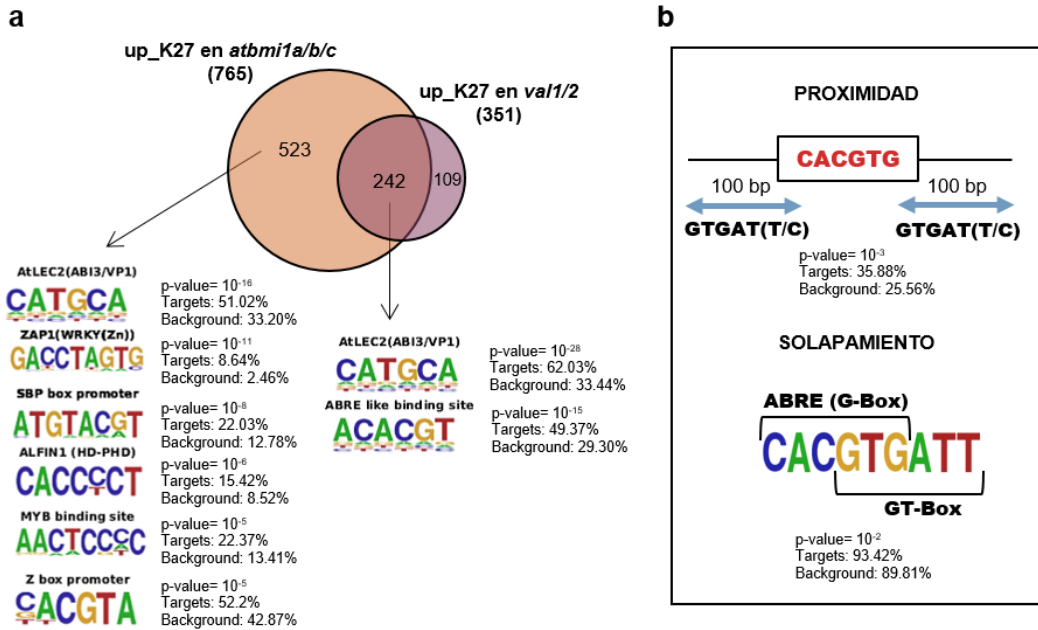 a
up_K27 en atbmi1a/b/c
(765)
up_K27 en val1/2
(351)
523
242
109
AtLEC2(ABI3/VP1)
CATGCA
p-value= 10-16
Targets: 51.02%
Background: 33.20%
ZAP1(WRKY(Zn))
GACCTAGTG
p-value= 10-11
Targets: 8.64%
Background: 2.46%
SBP box promoter
ATGTACGT
p-value= 10-8
Targets: 22.03%
Background: 12.78%
ALFIN1 (HD-PHD)
CACCCCT
p-value= 10-6
Targets: 15.42%
Background: 8.52%
MYB binding site
AACTCCCC
p-value= 10-5
Targets: 22.37%
Background: 13.41%
Z box promoter
CACGTA
p-value= 10-5
Targets: 52.2%
Background: 42.87%
AtLEC2(ABI3/VP1)
CATGCA
p-value= 10-28
Targets: 62.03%
Background: 33.44%
ABRE like binding site
ACACGT
p-value= 10-15
Targets: 49.37%
Background: 29.30%
b
PROXIMIDAD
CACGTG
100 bp 100 bp
GTGAT(T/C) GTGAT(T/C)
p-value= 10-3
Targets: 35.88%
Background: 25.56%
SOLAPAMIENTO
ABRE (G-Box)
CACGTGATT
GT-Box
p-value= 10-2
Targets: 93.42%
Background: 89.81%